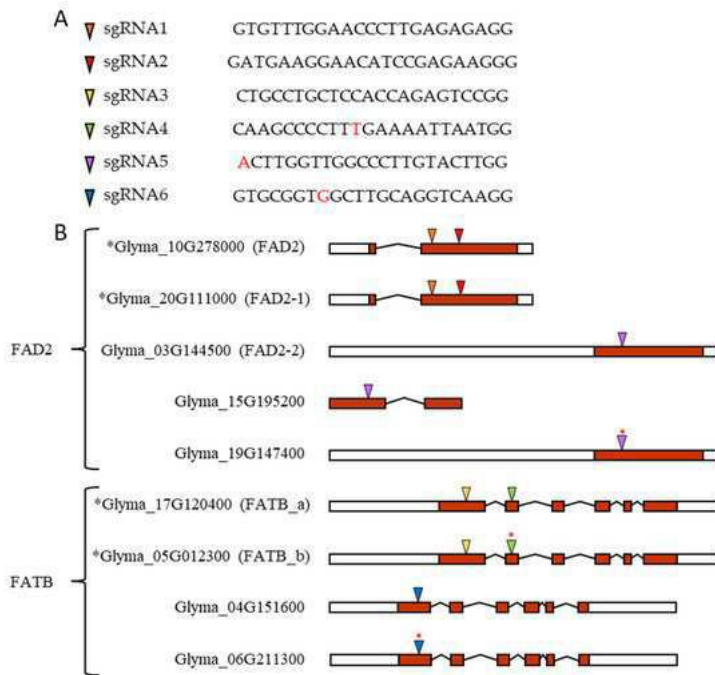 A
sgRNA1 GTGTTTGGAACCCTTGAGAGAGG
sgRNA2 GATGAAGGAACATCCGAGAAGGG
sgRNA3 CTGCCTGCTCCACCAGAGTCCGG
sgRNA4 CAAGCCCCTTTGAAAATTAATGG
sgRNA5 ACTTGGTTGGCCCTTGTACTTGG
sgRNA6 GTGCGGTGGCTTGCAGGTCAAGG
B
*Glyma_10G278000 (FAD2)
*Glyma_20G111000 (FAD2-1)
FAD2 Glyma_03G144500 (FAD2-2)
Glyma_15G195200
*
Glyma_19G147400
*Glyma_17G120400 (FATB_a)
*
*Glyma_05G012300 (FATB_b)
FATB
Glyma_04G151600
*
Glyma_06G211300